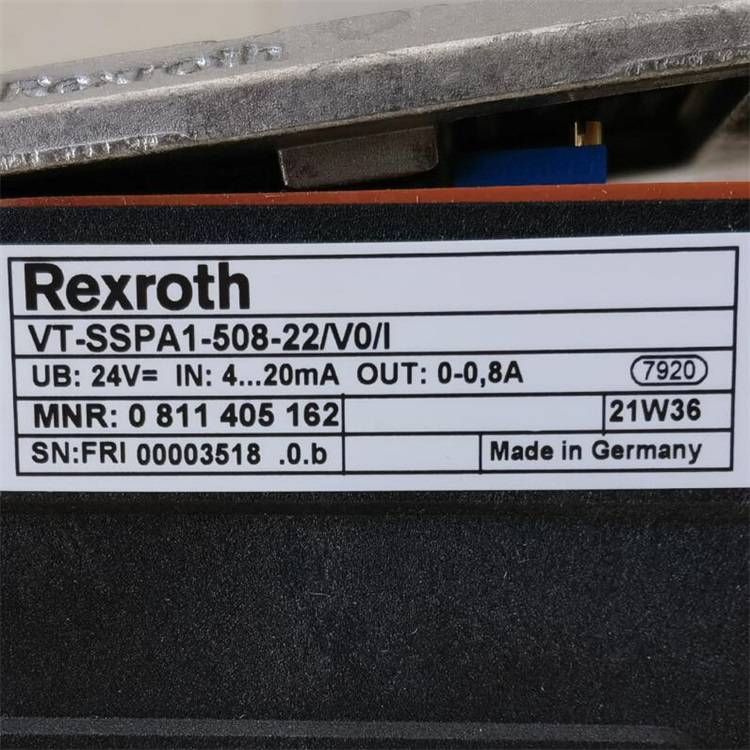 Rexroth
Rexroth
VT-SSPA1-508-22/V0/I
UB: 24V= IN: 4...20mA OUT: 0-0,8A 7920
MNR: 0 811 405 162 21W36
SN:FRI 00003518 .0.b Made in Germany